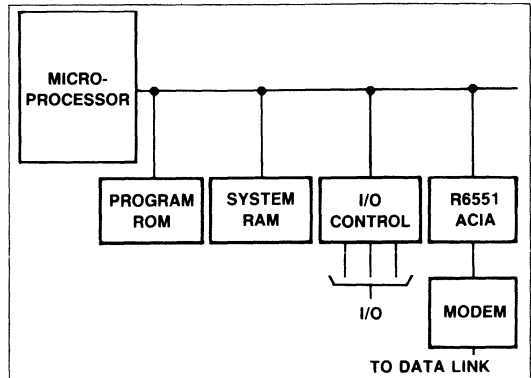 MICRO-
PROCESSOR
PROGRAM
ROM
SYSTEM
RAM
I/O
CONTROL
R6551
ACIA
I/O
MODEM
TO DATA LINK